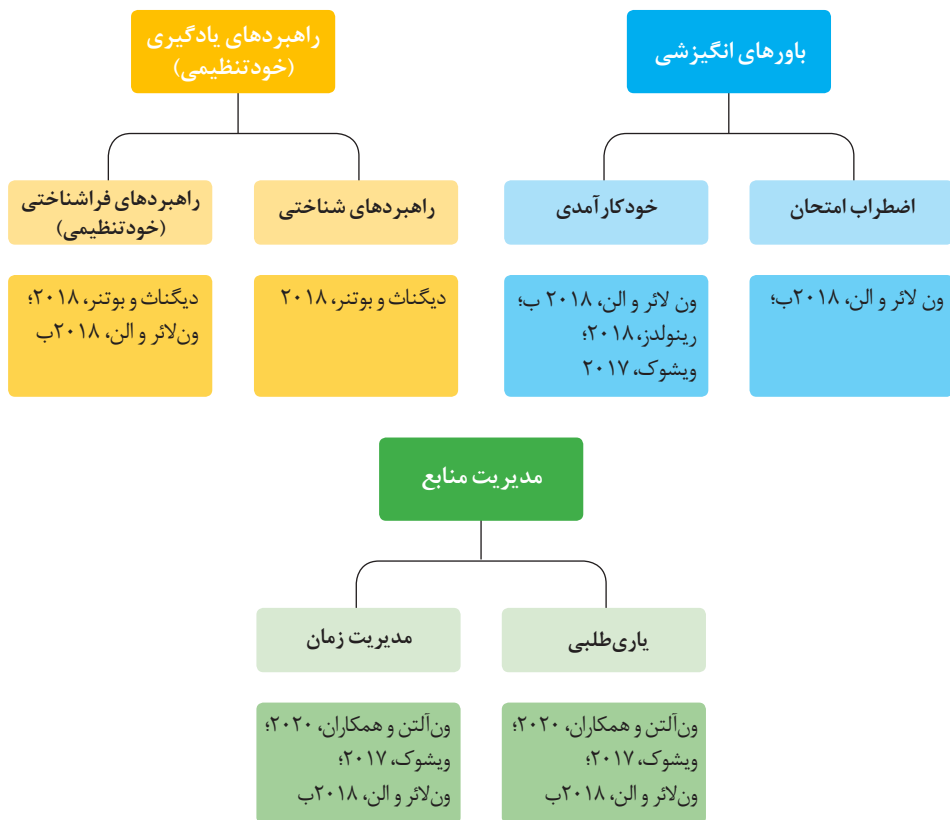 باورهای انگیزشی
راهبردهای یادگیری
(خودتنظیمی)
اضطراب امتحان
خودکارآمدی
راهبردهای شناختی
راهبردهای فراشناختی
(خودتنظیمی)
ون لائر و الن، ۲۰۱۸ب؛
ون لائر و الن، ۲۰۱۸ ب؛
رینولدز، ۲۰۱۸؛
ویشوک، ۲۰۱۷
دیگناث و بوتنر، ۲۰۱۸
دیگناث و بوتنر، ۲۰۱۸؛
ون‌لائر و الن، ۲۰۱۸ب
مدیریت منابع
یاری‌طلبی
مدیریت زمان
ون‌آلتن و همکاران، ۲۰۲۰؛
ویشوک، ۲۰۱۷؛
ون‌لائر و الن، ۲۰۱۸ب
ون‌آلتن و همکاران، ۲۰۲۰؛
ویشوک، ۲۰۱۷؛
ون‌لائر و الن، ۲۰۱۸ب